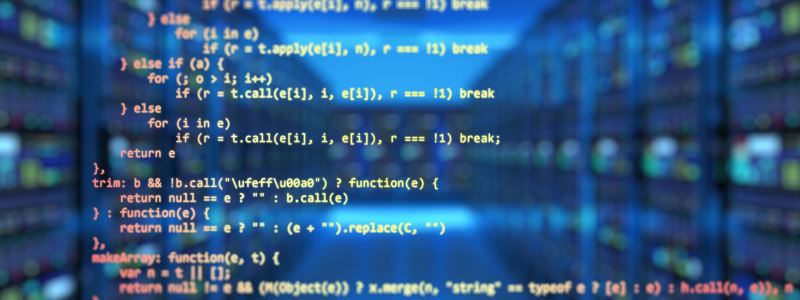 if (r = t.apply(e[i], n), r === !1) break
} else
for (i in e)
if (r = t.apply(e[i], n), r === !1) break
} else if (a) {
for (; o > i; i++)
if (r = t.call(e[i], i, e[i]), r === !1) break
} else
for (i in e)
if (r = t.call(e[i], i, e[i]), r === !1) break;
return e
},
trim: b && !b.call("\ufeff\u00a0") ? function(e) {
return null == e ? "" : b.call(e)
} : function(e) {
return null == e ? "" : (e + "").replace(C, "")
},
makeArray: function(e, t) {
var n = t || [];
return null != e && (M(Object(e)) ? x.merge(n, "string" == typeof e ? [e] : e) : h.call(n, e)), n
}